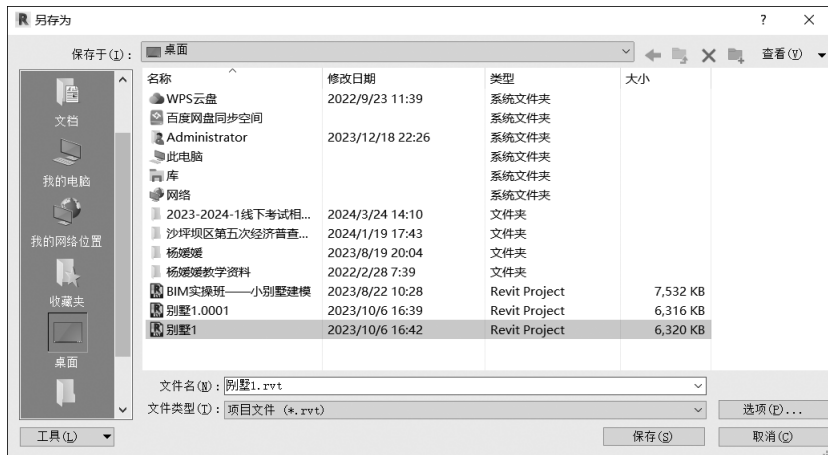 另存为
保存于(I): 桌面 查看(V)
名称 修改日期 类型 大小
WPS云盘 2022/9/23 11:39 系统文件夹
百度网盘同步空间 系统文件夹
Administrator 2023/12/18 22:26 系统文件夹
此电脑 系统文件夹
库 系统文件夹
网络 系统文件夹
2023-2024-1线下考试相... 2024/3/24 14:10 文件夹
沙坪坝区第五次经济普查... 2024/1/19 17:43 文件夹
杨媛媛 2023/8/19 20:04 文件夹
杨媛媛教学资料 2022/2/28 7:39 文件夹
BIM实操班——小别墅建模 2023/8/22 10:28 Revit Project 7,532 KB
别墅1.0001 2023/10/6 16:39 Revit Project 6,316 KB
别墅1 2023/10/6 16:42 Revit Project 6,320 KB
文档
我的电脑
我的网络位置
收藏夹
桌面
文件名(N): 别墅1.rvt
文件类型(T): 项目文件 (*.rvt) 选项(P)...
工具(L) 保存(S) 取消(C)